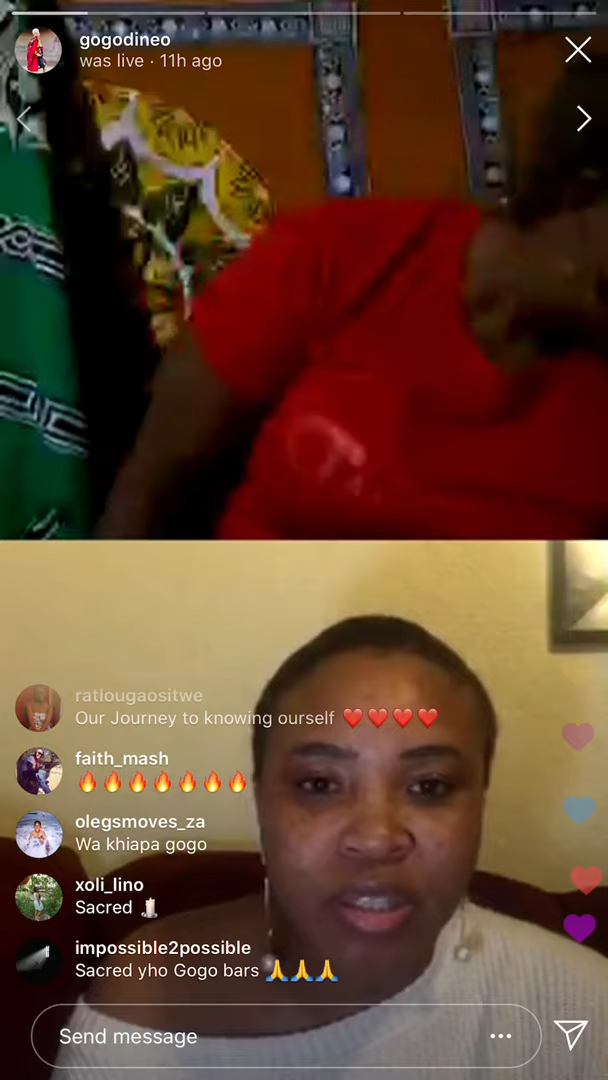 gogodineo
was live · 11h ago
ratlougaositwe
Our Journey to knowing ourself ❤️❤️❤️❤️
faith_mash
🔥🔥🔥🔥🔥🔥🔥
olegsmoves_za
Wa khiapa gogo
xoli_lino
Sacred 🕯️
impossible2possible
Sacred yho Gogo bars 🙏🙏🙏
Send message